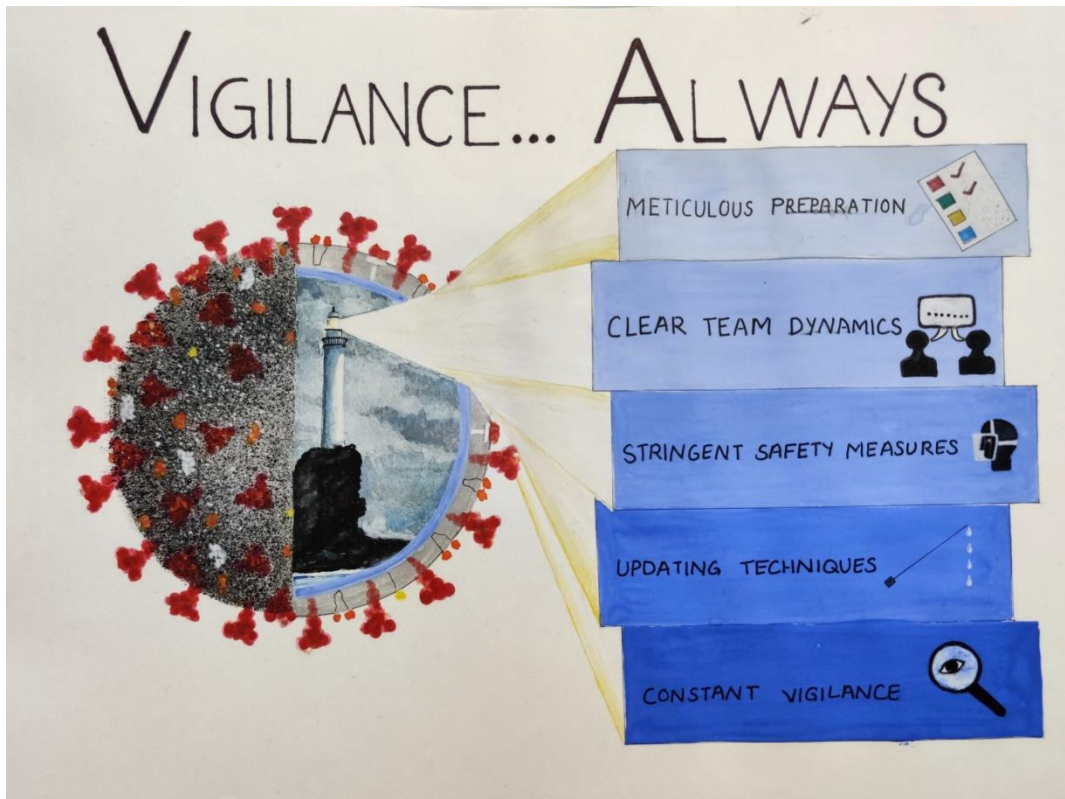 VIGILANCE... ALWAYS
METICULOUS PREPARATION
CLEAR TEAM DYNAMICS
STRINGENT SAFETY MEASURES
UPDATING TECHNIQUES
CONSTANT VIGILANCE